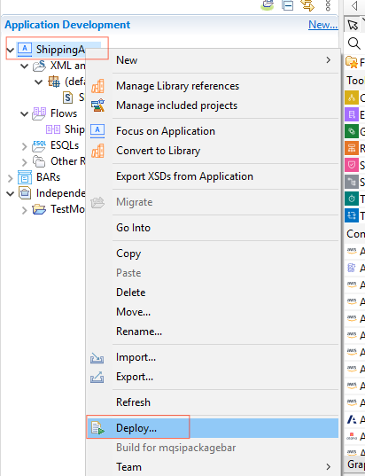 Application Development
New...
ShippingA
XML an
(defa
S
Flows
Ship
ESQLs
Other R
BARs
Independe
TestMo
New
Manage Library references
Manage included projects
Focus on Application
Convert to Library
Export XSDs from Application
Migrate
Go Into
Copy
Paste
Delete
Move...
Rename...
Import...
Export...
Refresh
Deploy...
Build for mqsipackagebar
Team
Too
Con
Grap